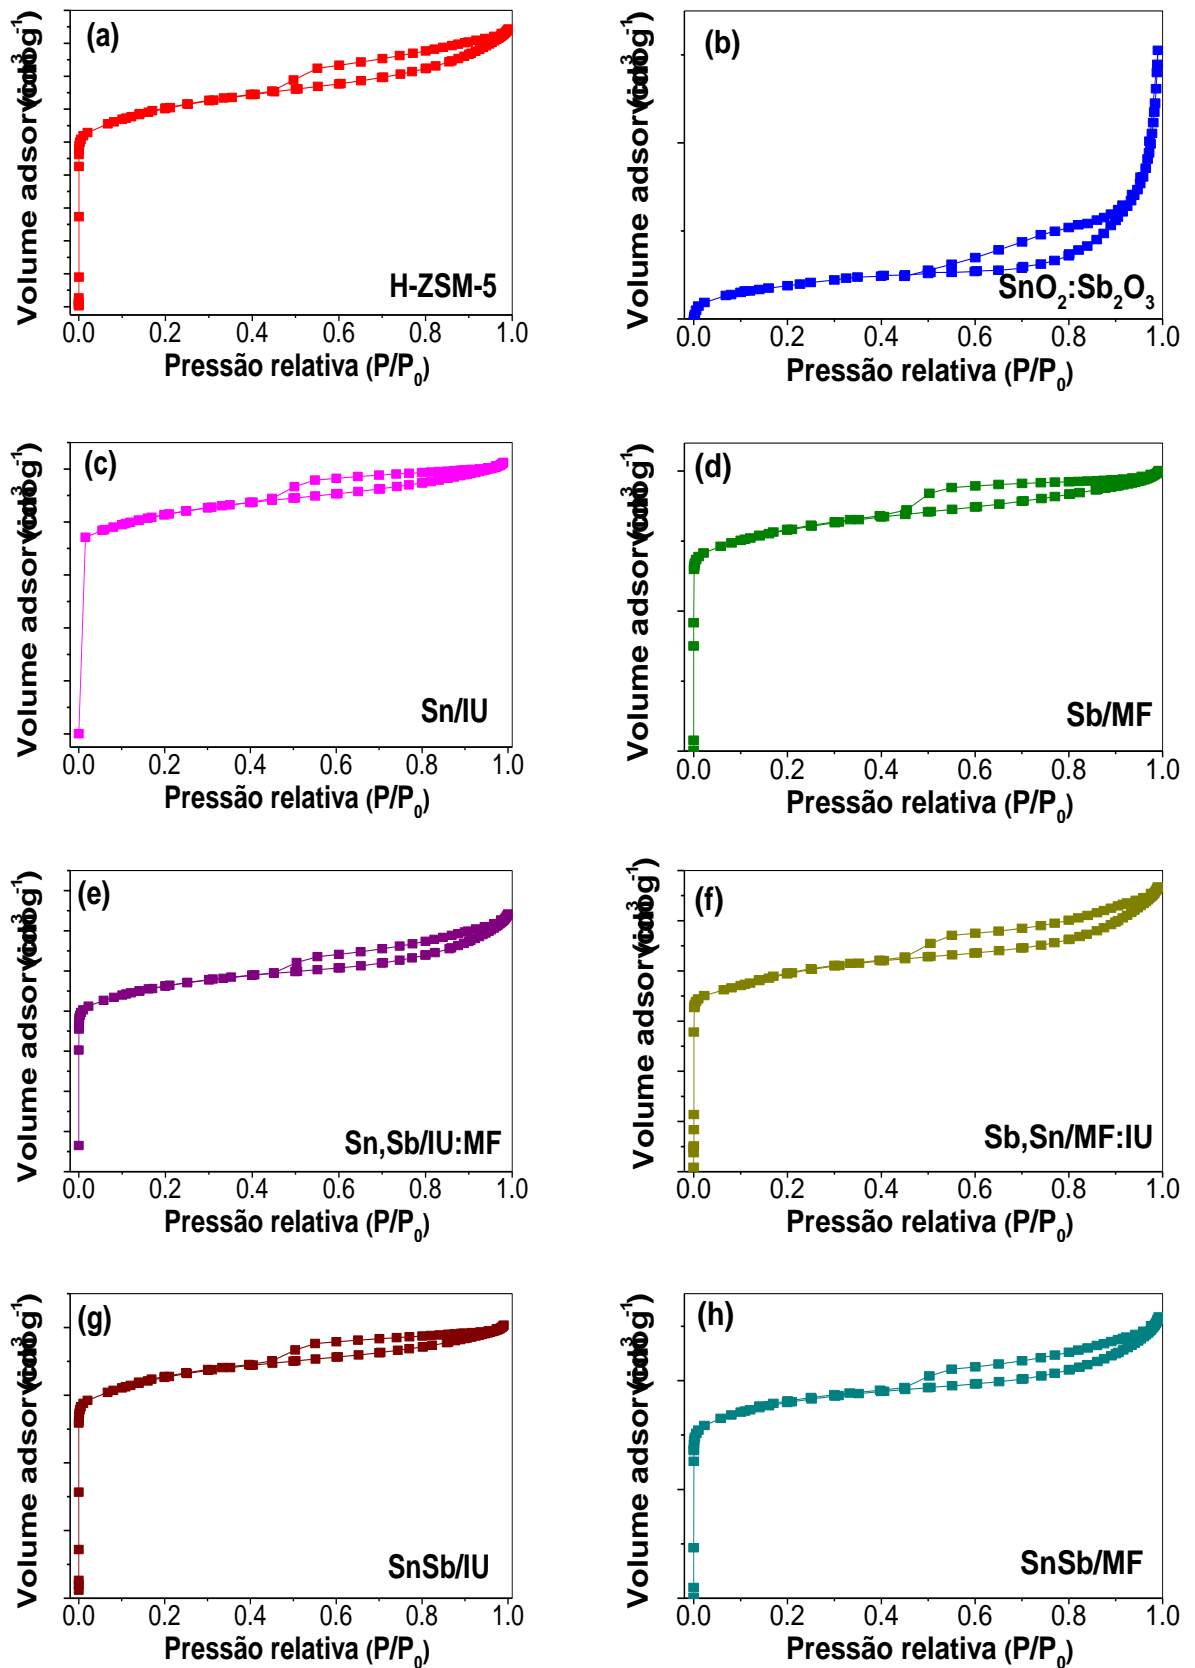 (a)
Volume adsorvido (cm³g⁻¹)
H-ZSM-5
0.0 0.2 0.4 0.6 0.8 1.0
Pressão relativa (P/P₀)
(b)
Volume adsorvido (cm³g⁻¹)
SnO₂:Sb₂O₃
0.0 0.2 0.4 0.6 0.8 1.0
Pressão relativa (P/P₀)
(c)
Volume adsorvido (cm³g⁻¹)
Sn/IU
0.0 0.2 0.4 0.6 0.8 1.0
Pressão relativa (P/P₀)
(d)
Volume adsorvido (cm³g⁻¹)
Sb/MF
0.0 0.2 0.4 0.6 0.8 1.0
Pressão relativa (P/P₀)
(e)
Volume adsorvido (cm³g⁻¹)
Sn,Sb/IU:MF
0.0 0.2 0.4 0.6 0.8 1.0
Pressão relativa (P/P₀)
(f)
Volume adsorvido (cm³g⁻¹)
Sb,Sn/MF:IU
0.0 0.2 0.4 0.6 0.8 1.0
Pressão relativa (P/P₀)
(g)
Volume adsorvido (cm³g⁻¹)
SnSb/IU
0.0 0.2 0.4 0.6 0.8 1.0
Pressão relativa (P/P₀)
(h)
Volume adsorvido (cm³g⁻¹)
SnSb/MF
0.0 0.2 0.4 0.6 0.8 1.0
Pressão relativa (P/P₀)